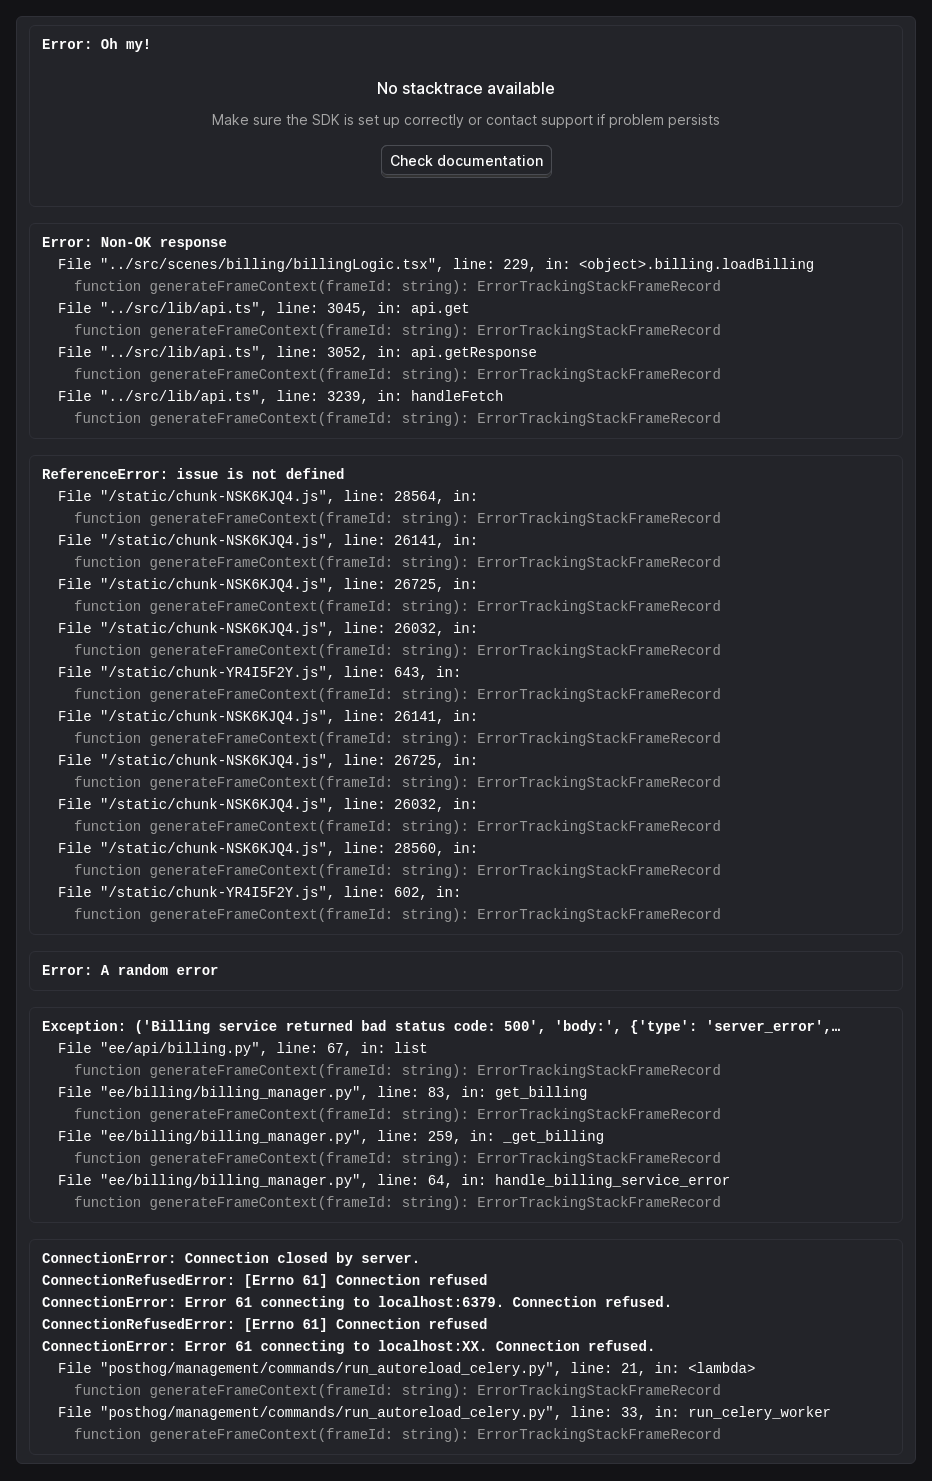 Error: Oh my!
No stacktrace available
Make sure the SDK is set up correctly or contact support if problem persists
Check documentation
Error: Non-OK response
File "../src/scenes/billing/billingLogic.tsx", line: 229, in: <object>.billing.loadBilling
function generateFrameContext(frameId: string): ErrorTrackingStackFrameRecord
File "../src/lib/api.ts", line: 3045, in: api.get
function generateFrameContext(frameId: string): ErrorTrackingStackFrameRecord
File "../src/lib/api.ts", line: 3052, in: api.getResponse
function generateFrameContext(frameId: string): ErrorTrackingStackFrameRecord
File "../src/lib/api.ts", line: 3239, in: handleFetch
function generateFrameContext(frameId: string): ErrorTrackingStackFrameRecord
ReferenceError: issue is not defined
File "/static/chunk-NSK6KJQ4.js", line: 28564, in:
function generateFrameContext(frameId: string): ErrorTrackingStackFrameRecord
File "/static/chunk-NSK6KJQ4.js", line: 26141, in:
function generateFrameContext(frameId: string): ErrorTrackingStackFrameRecord
File "/static/chunk-NSK6KJQ4.js", line: 26725, in:
function generateFrameContext(frameId: string): ErrorTrackingStackFrameRecord
File "/static/chunk-NSK6KJQ4.js", line: 26032, in:
function generateFrameContext(frameId: string): ErrorTrackingStackFrameRecord
File "/static/chunk-YR4I5F2Y.js", line: 643, in:
function generateFrameContext(frameId: string): ErrorTrackingStackFrameRecord
File "/static/chunk-NSK6KJQ4.js", line: 26141, in:
function generateFrameContext(frameId: string): ErrorTrackingStackFrameRecord
File "/static/chunk-NSK6KJQ4.js", line: 26725, in:
function generateFrameContext(frameId: string): ErrorTrackingStackFrameRecord
File "/static/chunk-NSK6KJQ4.js", line: 26032, in:
function generateFrameContext(frameId: string): ErrorTrackingStackFrameRecord
File "/static/chunk-NSK6KJQ4.js", line: 28560, in:
function generateFrameContext(frameId: string): ErrorTrackingStackFrameRecord
File "/static/chunk-YR4I5F2Y.js", line: 602, in:
function generateFrameContext(frameId: string): ErrorTrackingStackFrameRecord
Error: A random error
Exception: ('Billing service returned bad status code: 500', 'body:', {'type': 'server_error',…
File "ee/api/billing.py", line: 67, in: list
function generateFrameContext(frameId: string): ErrorTrackingStackFrameRecord
File "ee/billing/billing_manager.py", line: 83, in: get_billing
function generateFrameContext(frameId: string): ErrorTrackingStackFrameRecord
File "ee/billing/billing_manager.py", line: 259, in: _get_billing
function generateFrameContext(frameId: string): ErrorTrackingStackFrameRecord
File "ee/billing/billing_manager.py", line: 64, in: handle_billing_service_error
function generateFrameContext(frameId: string): ErrorTrackingStackFrameRecord
ConnectionError: Connection closed by server.
ConnectionRefusedError: [Errno 61] Connection refused
ConnectionError: Error 61 connecting to localhost:6379. Connection refused.
ConnectionRefusedError: [Errno 61] Connection refused
ConnectionError: Error 61 connecting to localhost:XX. Connection refused.
File "posthog/management/commands/run_autoreload_celery.py", line: 21, in: <lambda>
function generateFrameContext(frameId: string): ErrorTrackingStackFrameRecord
File "posthog/management/commands/run_autoreload_celery.py", line: 33, in: run_celery_worker
function generateFrameContext(frameId: string): ErrorTrackingStackFrameRecord